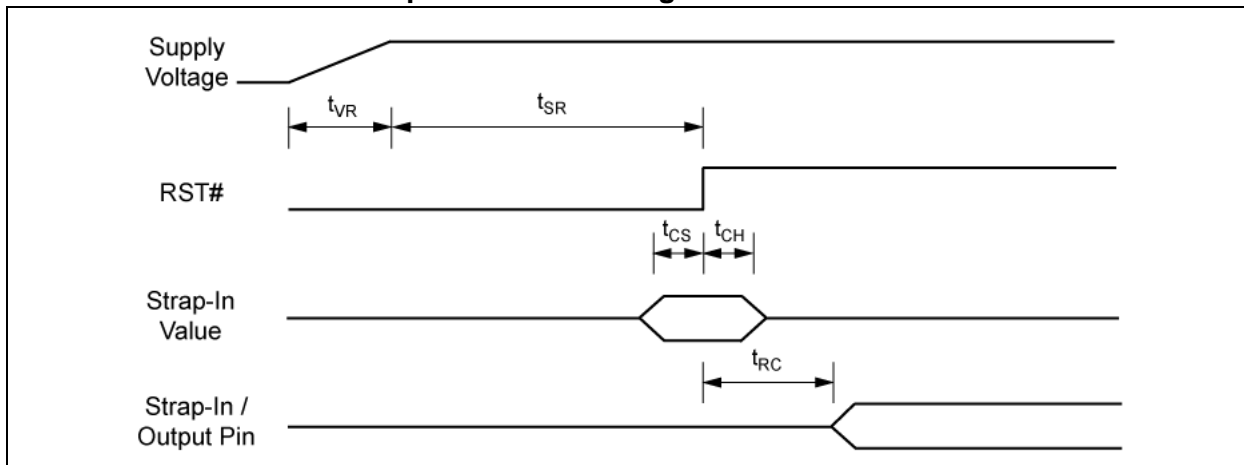 Supply
Voltage
tVR
tSR
RST#
tCS
tCH
Strap-In
Value
tRC
Strap-In /
Output Pin